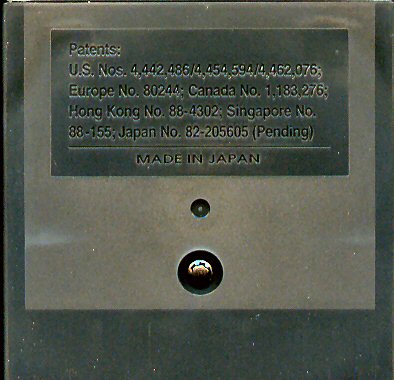 Patents:
U.S. Nos. 4,442,486/4,454,594/4,462,076;
Europe No. 80244; Canada No. 1,183,276;
Hong Kong No. 88-4302; Singapore No.
88-155; Japan No. 82-205605 (Pending)
MADE IN JAPAN